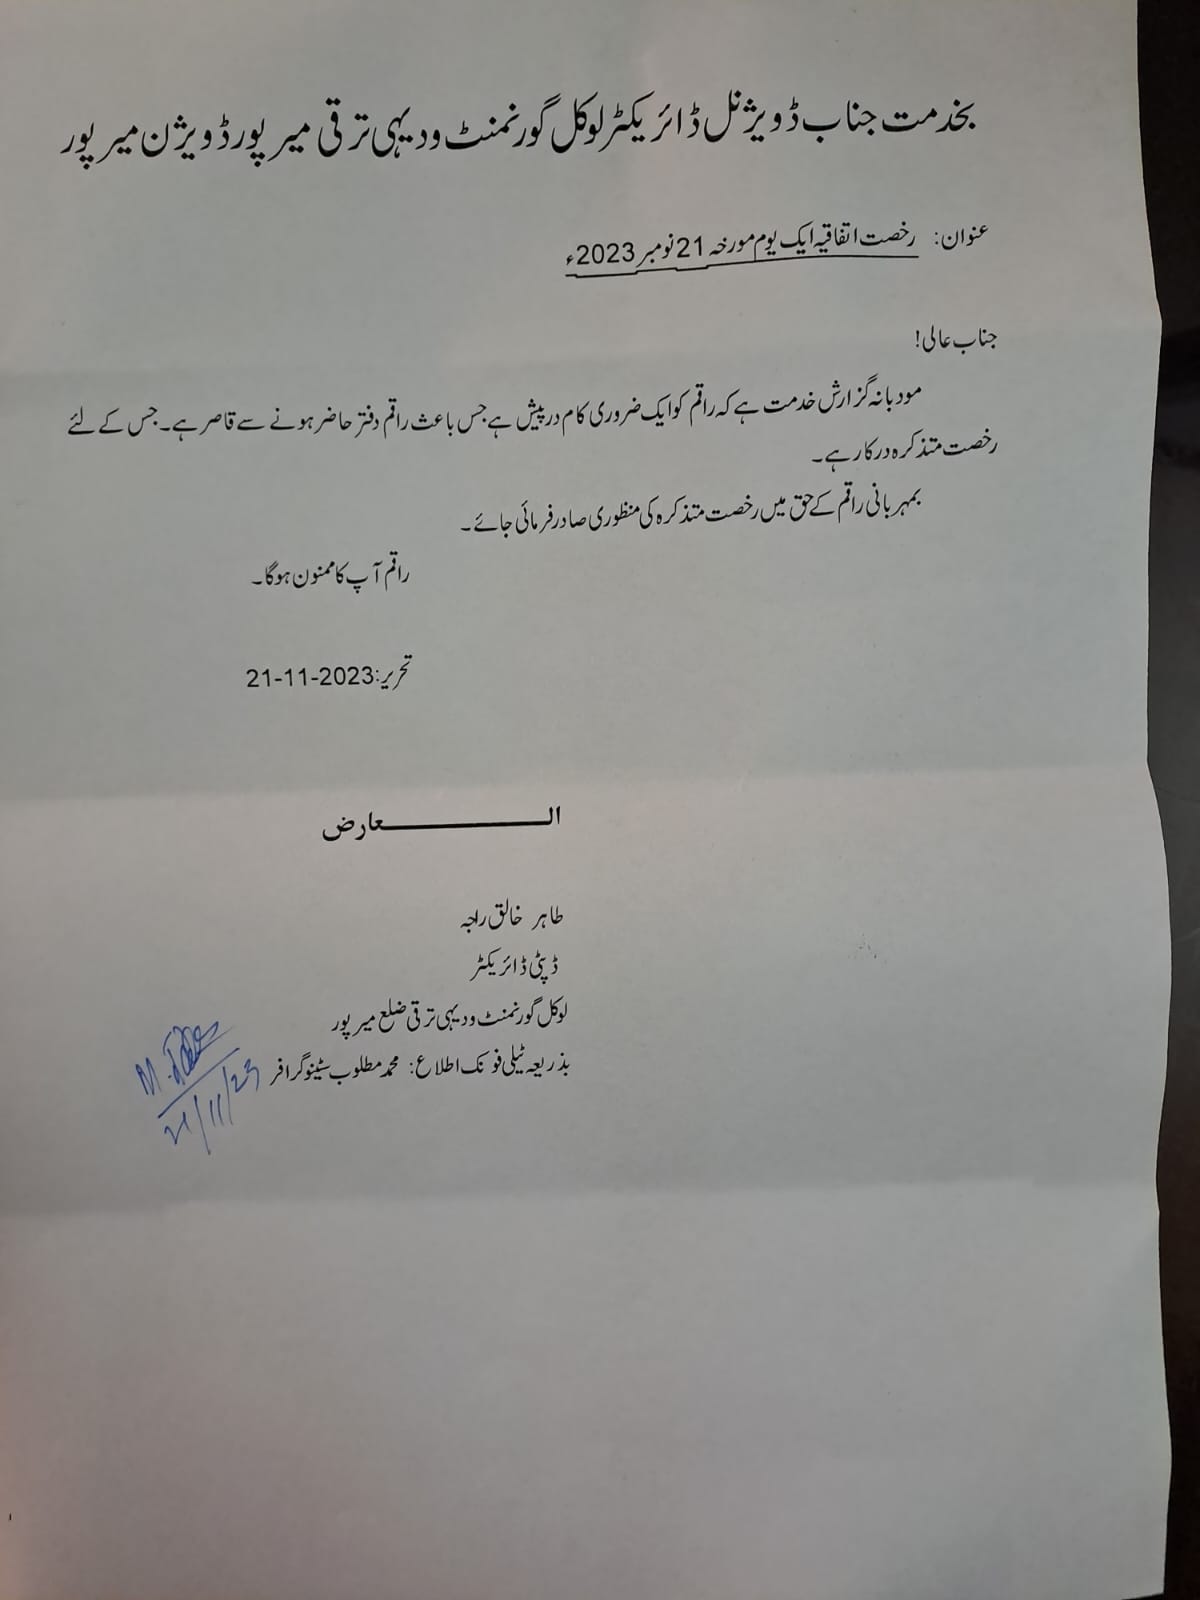 بخدمت جناب ڈویژنل ڈائریکٹر لوکل گورنمنٹ ودیہی ترقی میرپور ڈویژن میرپور
عنوان: رخصت اتفاقیہ ایک یوم مورخہ 21 نومبر 2023ء
جناب عالی!
مودبانہ گزارش خدمت ہے کہ راقم کو ایک ضروری کام درپیش ہے جس باعث راقم دفتر حاضر ہونے سے قاصر ہے۔ جس کے لئے
رخصت متذکرہ درکار ہے۔
بمہربانی راقم کے حق میں رخصت متذکرہ کی منظوری صادر فرمائی جائے۔
راقم آپ کا ممنون ہوگا۔
تحریر: 21-11-2023
العارض
طاہر خالق راجہ
ڈپٹی ڈائریکٹر
لوکل گورنمنٹ ودیہی ترقی ضلع میرپور
بذریعہ ٹیلی فونک اطلاع: محمد مطلوب سٹینوگرافر
21/11/23